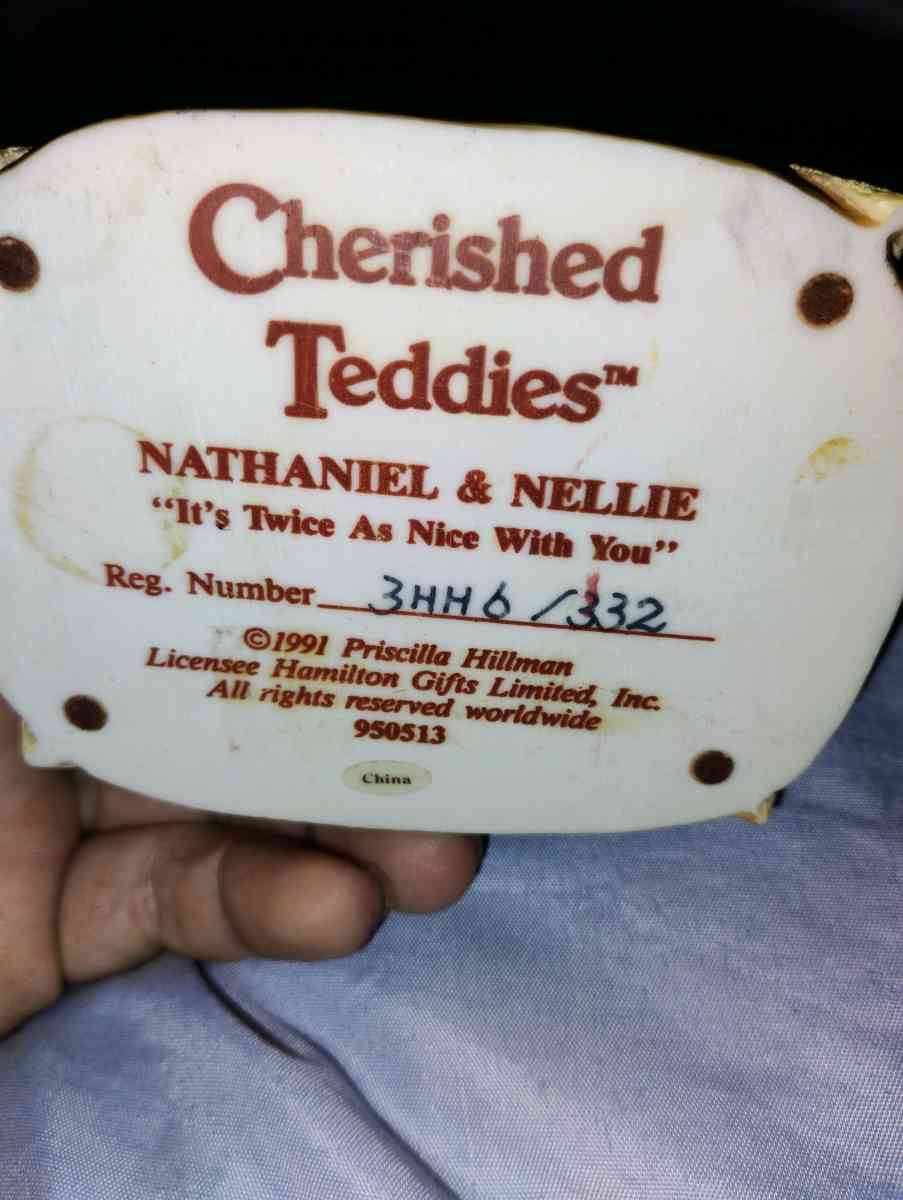 Cherished
Teddies™
NATHANIEL & NELLIE
“It’s Twice As Nice With You”
Reg. Number 3HH6/332
©1991 Priscilla Hillman
Licensee Hamilton Gifts Limited, Inc.
All rights reserved worldwide
950513
China